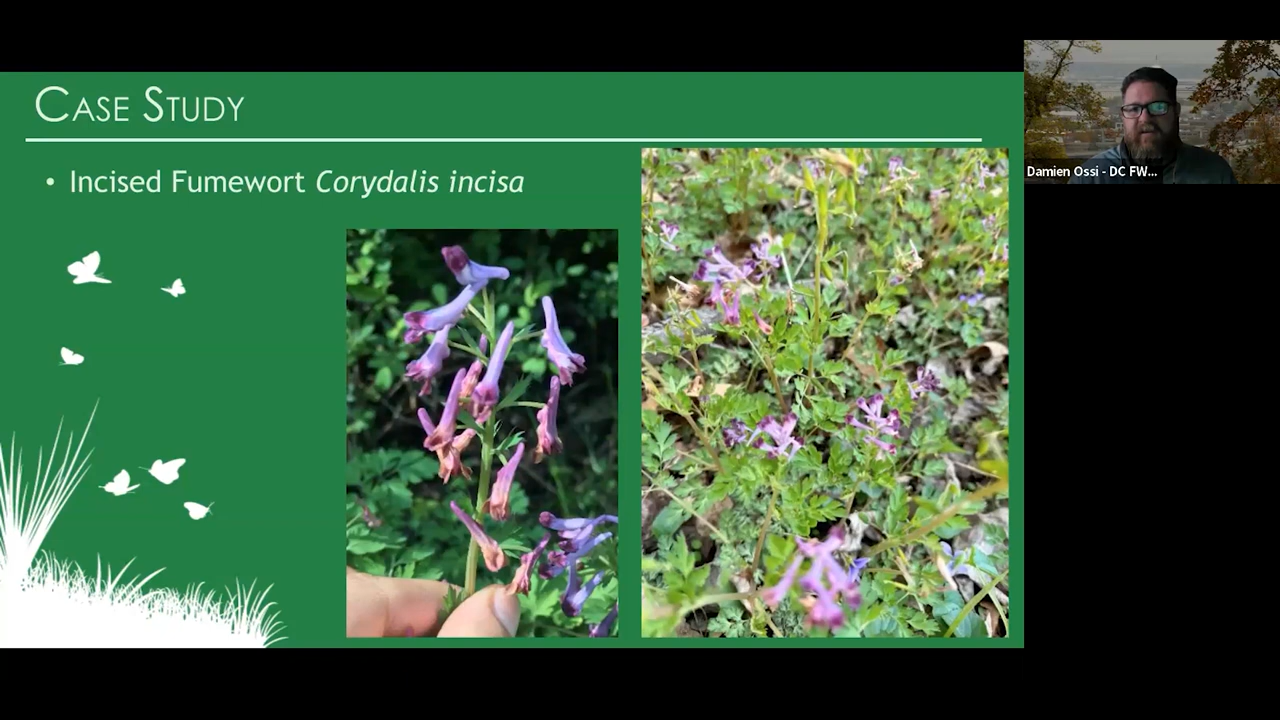 Case Study
• Incised Fumewort Corydalis incisa
Damien Ossi - DC FW...